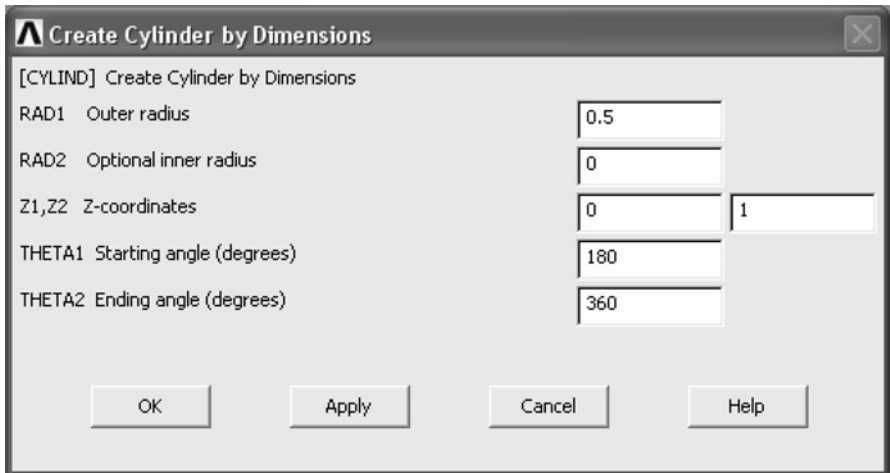 Create Cylinder by Dimensions
[CYLIND] Create Cylinder by Dimensions
RAD1 Outer radius 0.5
RAD2 Optional inner radius 0
Z1,Z2 Z-coordinates 0 1
THETA1 Starting angle (degrees) 180
THETA2 Ending angle (degrees) 360
OK Apply Cancel Help